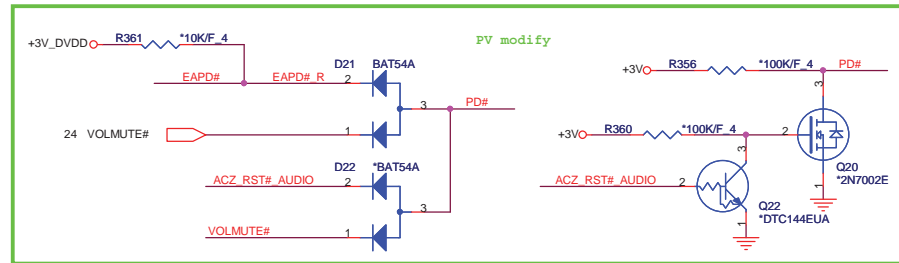 PV modify
+3V_DVDD R361 *10K/F_4
EAPD# EAPD#_R 2 D21 BAT54A
3 PD#
24 VOLMUTE# 1
D22 *BAT54A
ACZ_RST#_AUDIO 2
3
VOLMUTE# 1
+3V R356 *100K/F_4 PD#
3
+3V R360 *100K/F_4 2
Q20
*2N7002E
1
3
ACZ_RST#_AUDIO 2
Q22
*DTC144EUA
1